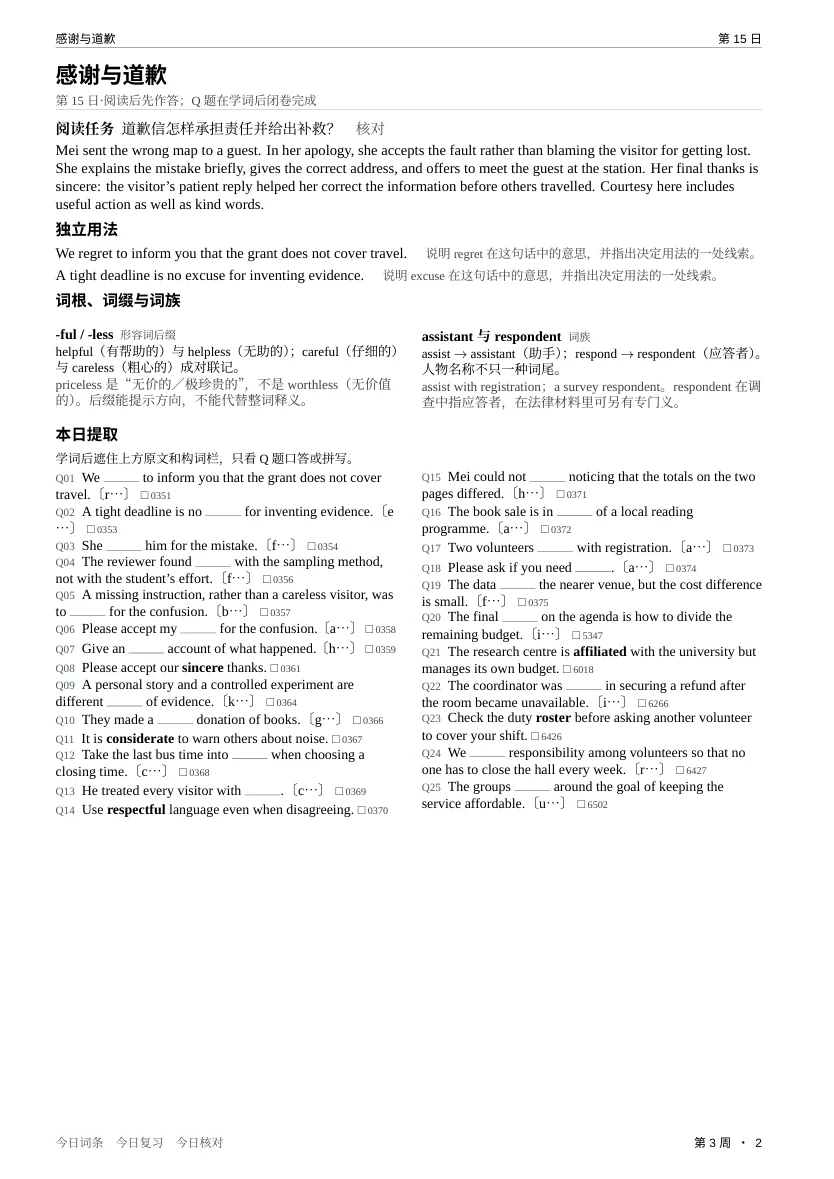 感谢与道歉 第 15 日
感谢与道歉
第 15 日·阅读后先作答；Q 题在学词后闭卷完成
阅读任务 道歉信怎样承担责任并给出补救？ 核对
Mei sent the wrong map to a guest. In her apology, she accepts the fault rather than blaming the visitor for getting lost.
She explains the mistake briefly, gives the correct address, and offers to meet the guest at the station. Her final thanks is
sincere: the visitor’s patient reply helped her correct the information before others travelled. Courtesy here includes
useful action as well as kind words.
独立用法
We regret to inform you that the grant does not cover travel. 说明 regret 在这句话中的意思，并指出决定用法的一处线索。
A tight deadline is no excuse for inventing evidence. 说明 excuse 在这句话中的意思，并指出决定用法的一处线索。
词根、词缀与词族
-ful / -less 形容词后缀
helpful（有帮助的）与 helpless（无助的）；careful（仔细的）
与 careless（粗心的）成对联记。
priceless 是“无价的／极珍贵的”，不是 worthless（无价值
的）。后缀能提示方向，不能代替整词释义。
assistant 与 respondent 词族
assist → assistant（助手）；respond → respondent（应答者）。
人物名称不只一种词尾。
assist with registration；a survey respondent。respondent 在调
查中指应答者，在法律材料里可另有专门义。
本日提取
学词后遮住上方原文和构词栏，只看 Q 题口答或拼写。
Q01 We _____ to inform you that the grant does not cover
travel.〔r···〕 □ 0351
Q02 A tight deadline is no _____ for inventing evidence.〔e
···〕 □ 0353
Q03 She _____ him for the mistake.〔f···〕 □ 0354
Q04 The reviewer found _____ with the sampling method,
not with the student’s effort.〔f···〕 □ 0356
Q05 A missing instruction, rather than a careless visitor, was
to _____ for the confusion.〔b···〕 □ 0357
Q06 Please accept my _____ for the confusion.〔a···〕 □ 0358
Q07 Give an _____ account of what happened.〔h···〕 □ 0359
Q08 Please accept our sincere thanks. □ 0361
Q09 A personal story and a controlled experiment are
different _____ of evidence.〔k···〕 □ 0364
Q10 They made a _____ donation of books.〔g···〕 □ 0366
Q11 It is considerate to warn others about noise. □ 0367
Q12 Take the last bus time into _____ when choosing a
closing time.〔c···〕 □ 0368
Q13 He treated every visitor with _____.〔c···〕 □ 0369
Q14 Use respectful language even when disagreeing. □ 0370
Q15 Mei could not _____ noticing that the totals on the two
pages differed.〔h···〕 □ 0371
Q16 The book sale is in _____ of a local reading
programme.〔a···〕 □ 0372
Q17 Two volunteers _____ with registration.〔a···〕 □ 0373
Q18 Please ask if you need _____.〔a···〕 □ 0374
Q19 The data _____ the nearer venue, but the cost difference
is small.〔f···〕 □ 0375
Q20 The final _____ on the agenda is how to divide the
remaining budget.〔i···〕 □ 5347
Q21 The research centre is affiliated with the university but
manages its own budget. □ 6018
Q22 The coordinator was _____ in securing a refund after
the room became unavailable.〔i···〕 □ 6266
Q23 Check the duty roster before asking another volunteer
to cover your shift. □ 6426
Q24 We _____ responsibility among volunteers so that no
one has to close the hall every week.〔r···〕 □ 6427
Q25 The groups _____ around the goal of keeping the
service affordable.〔u···〕 □ 6502
今日词条 今日复习 今日核对 第 3 周 · 2